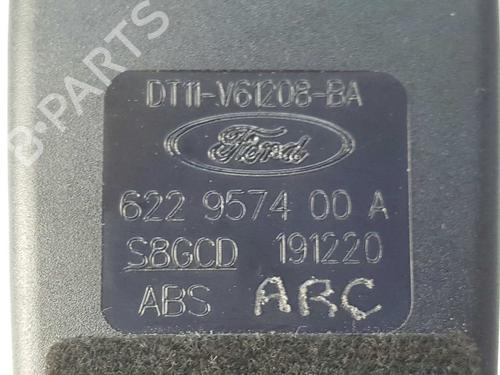 B-PARTS
DT11-V61208-BA
Ford
622 9574 00 A
S8GCD 191220
ABS ARC